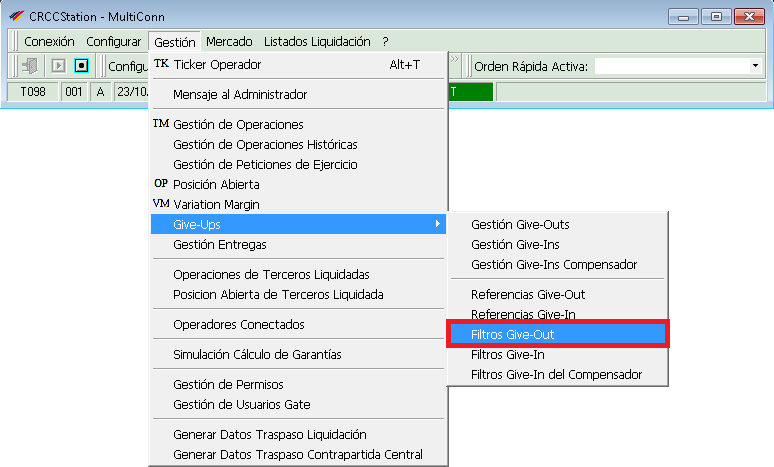 CRCCStation - MultiConn
Conexión Configurar Gestión Mercado Listados Liquidación ?
Configu
Orden Rápida Activa:
T098 001 A 23/10. T
TK Ticker Operador Alt+T
Mensaje al Administrador
TM Gestión de Operaciones
Gestión de Operaciones Históricas
Gestión de Peticiones de Ejercicio
OP Posición Abierta
VM Variation Margin
Give-Ups
Gestión Entregas
Operaciones de Terceros Liquidadas
Posicion Abierta de Terceros Liquidada
Operadores Conectados
Simulación Cálculo de Garantías
Gestión de Permisos
Gestión de Usuarios Gate
Generar Datos Traspaso Liquidación
Generar Datos Traspaso Contrapartida Central
Gestión Give-Outs
Gestión Give-Ins
Gestión Give-Ins Compensador
Referencias Give-Out
Referencias Give-In
Filtros Give-Out
Filtros Give-In
Filtros Give-In del Compensador